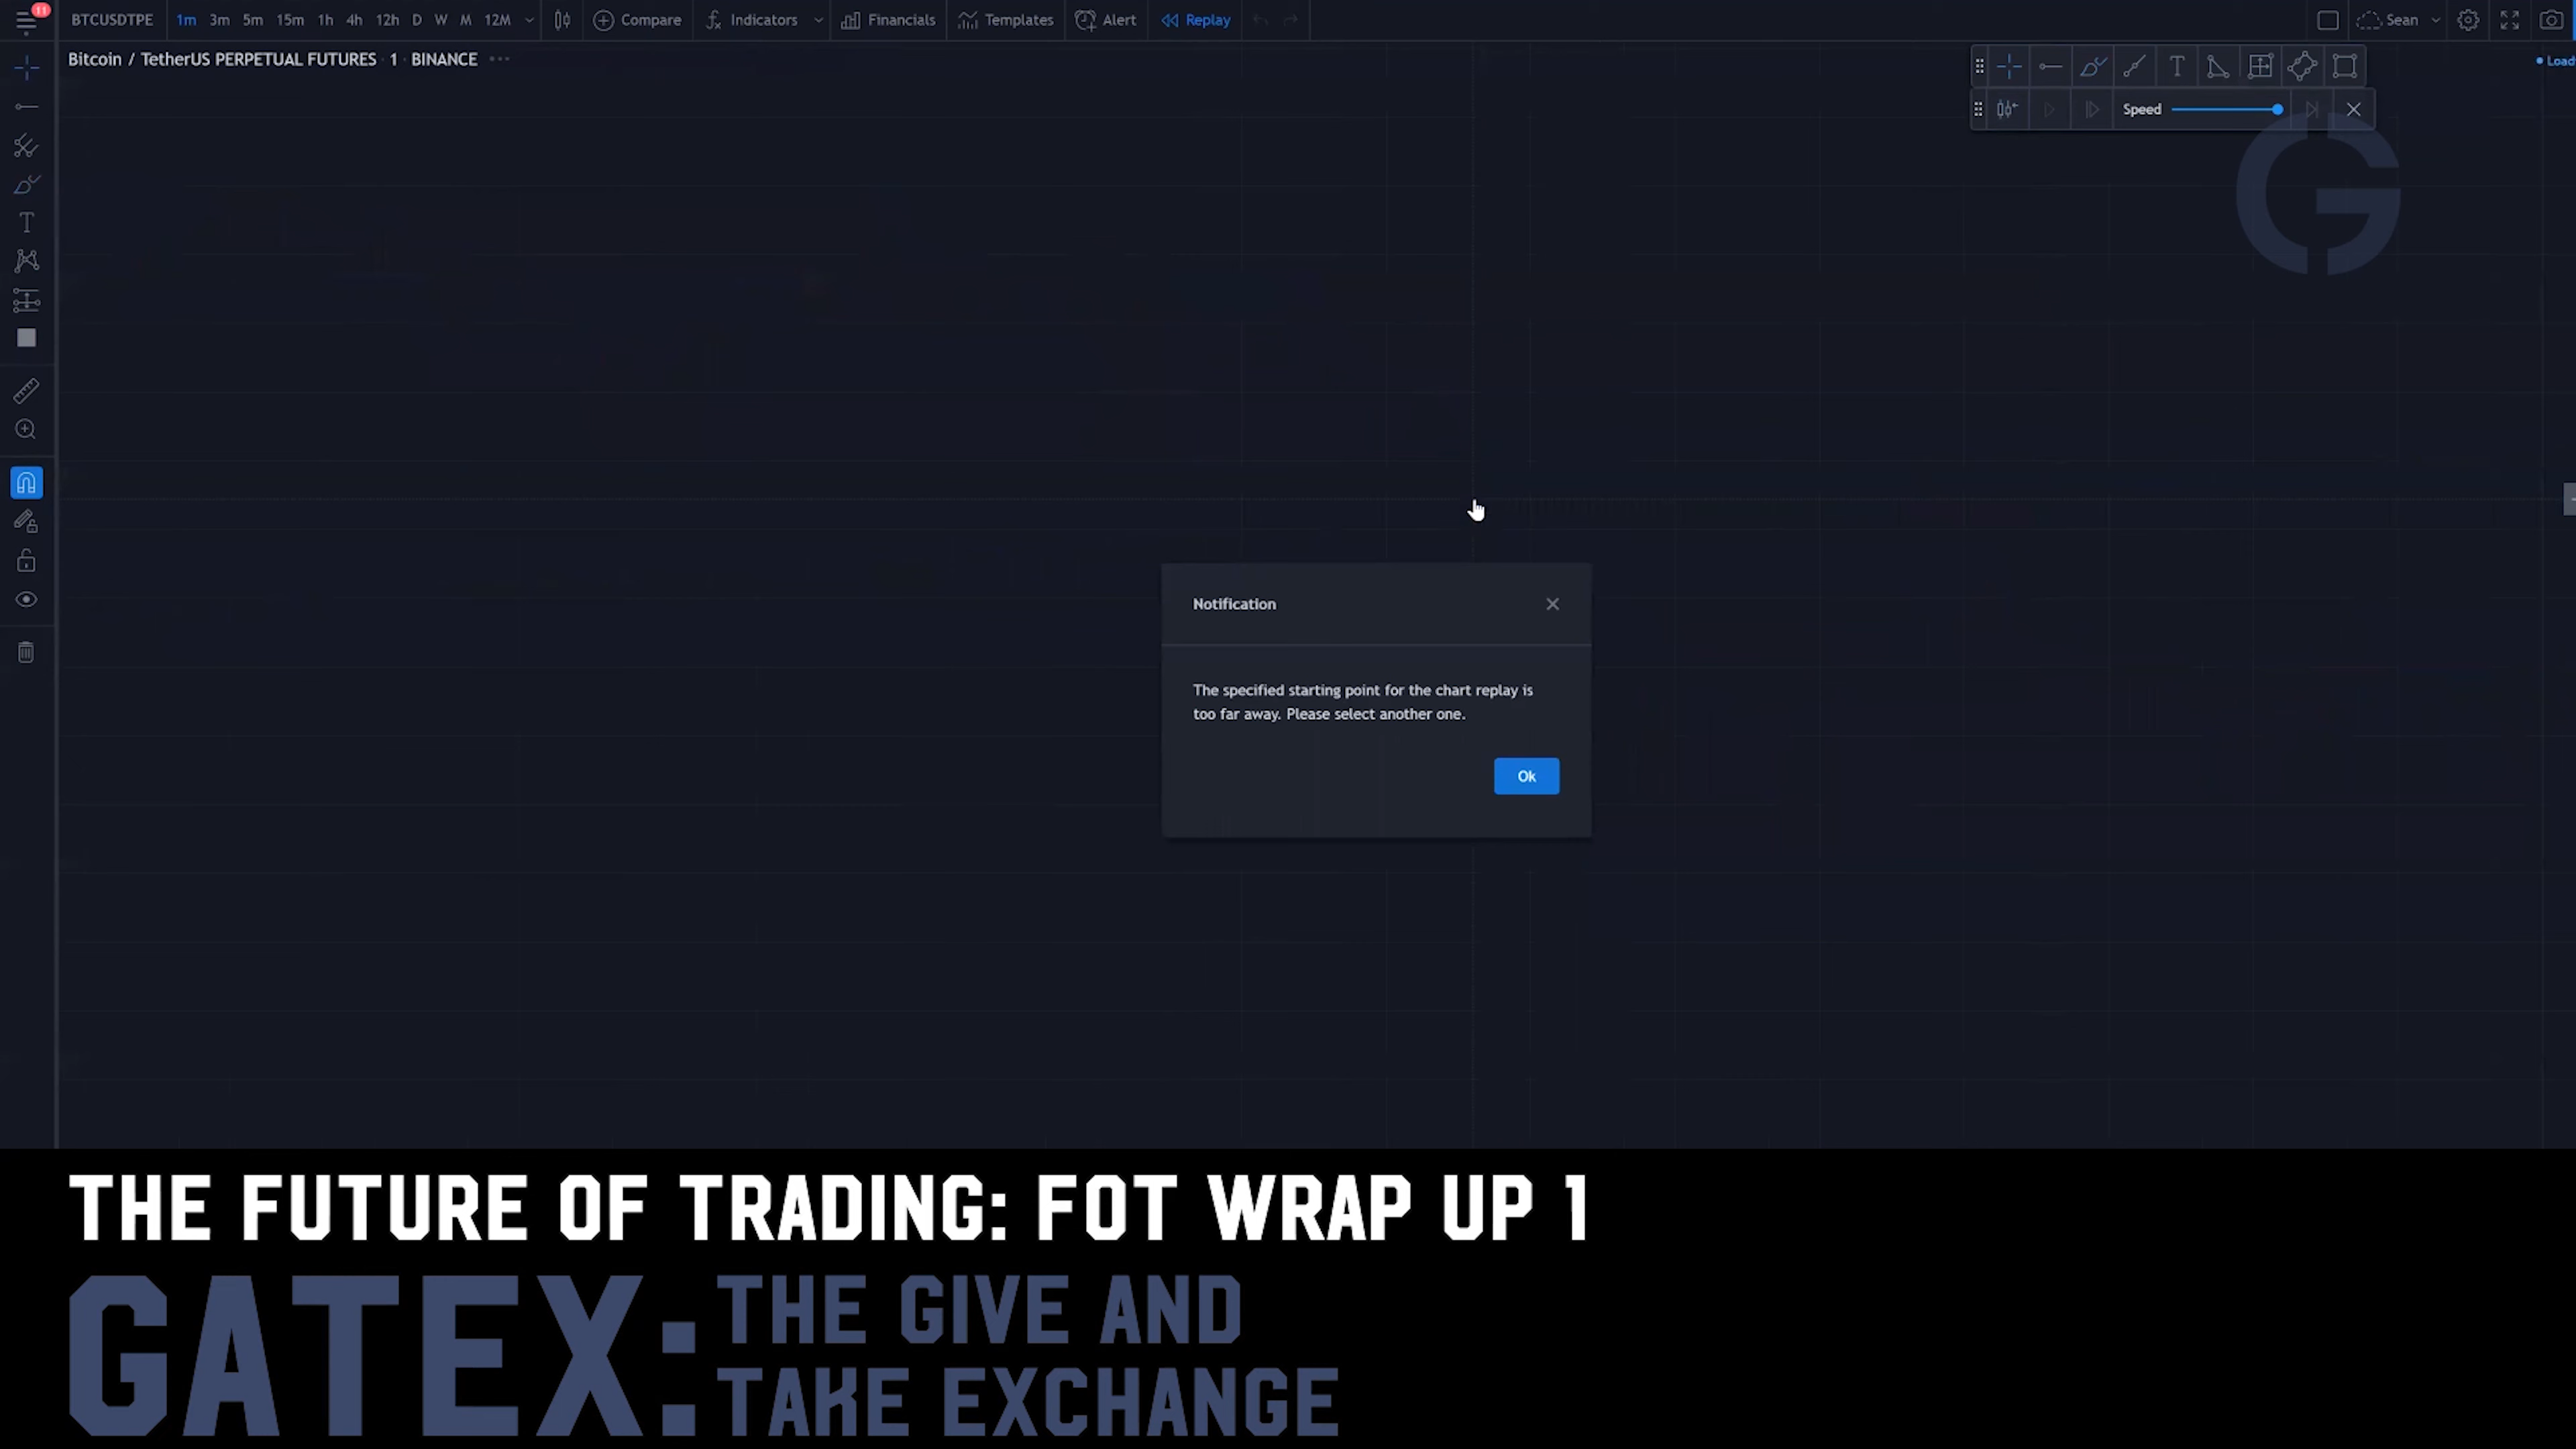 11
BTCUSDTPE 1m 3m 5m 15m 1h 4h 12h D W M 12M Compare Indicators Financials Templates Alert Replay Sean
Bitcoin / TetherUS PERPETUAL FUTURES · 1 · BINANCE
Load
Speed
G
Notification
The specified starting point for the chart replay is
too far away. Please select another one.
Ok
THE FUTURE OF TRADING: FOT WRAP UP 1
GATEX: THE GIVE AND
TAKE EXCHANGE